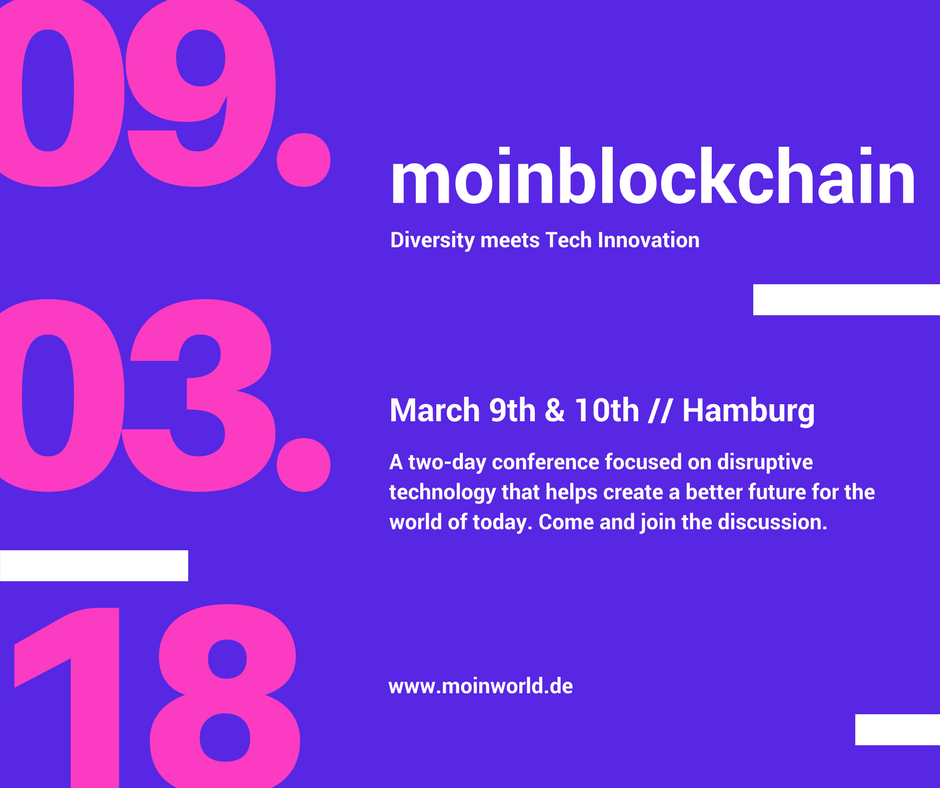 09.
03.
18
moinblockchain
Diversity meets Tech Innovation
March 9th & 10th // Hamburg
A two-day conference focused on disruptive
technology that helps create a better future for the
world of today. Come and join the discussion.
www.moinworld.de